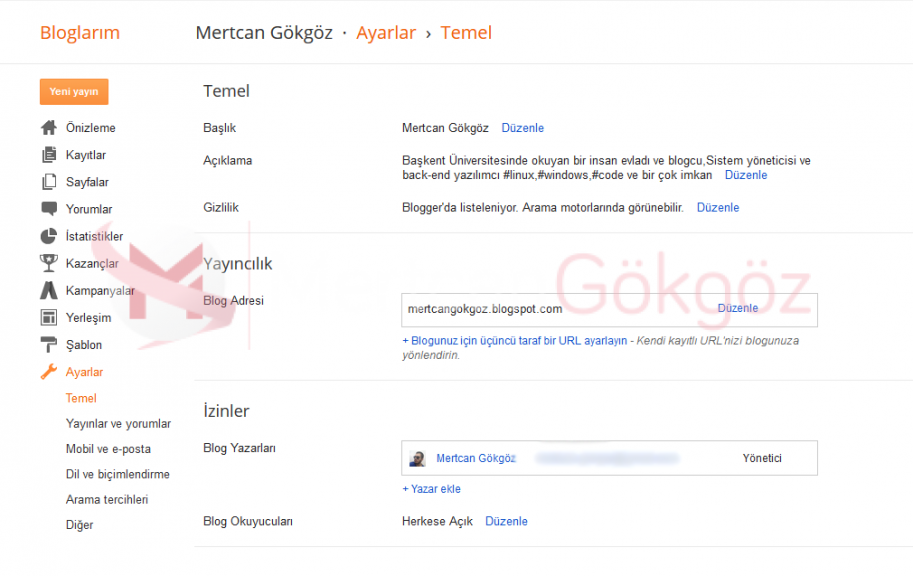 Bloglarım
Mertcan Gökgöz · Ayarlar › Temel
Yeni yayın
Önizleme
Kayıtlar
Sayfalar
Yorumlar
İstatistikler
Kazançlar
Kampanyalar
Yerleşim
Şablon
Ayarlar
Temel
Yayınlar ve yorumlar
Mobil ve e-posta
Dil ve biçimlendirme
Arama tercihleri
Diğer
Temel
Başlık
Mertcan Gökgöz Düzenle
Açıklama
Başkent Üniversitesinde okuyan bir insan evladı ve blogcu,Sistem yöneticisi ve
back-end yazılımcı #linux,#windows,#code ve bir çok imkan Düzenle
Gizlilik
Blogger'da listeleniyor. Arama motorlarında görünebilir. Düzenle
Yayıncılık
Blog Adresi
mertcangokgoz.blogspot.com Düzenle
+ Blogunuz için üçüncü taraf bir URL ayarlayın - Kendi kayıtlı URL'nizi blogunuza
yönlendirin.
İzinler
Blog Yazarları
Mertcan Gökgöz Yönetici
+ Yazar ekle
Blog Okuyucuları
Herkese Açık Düzenle
M
Gökgöz